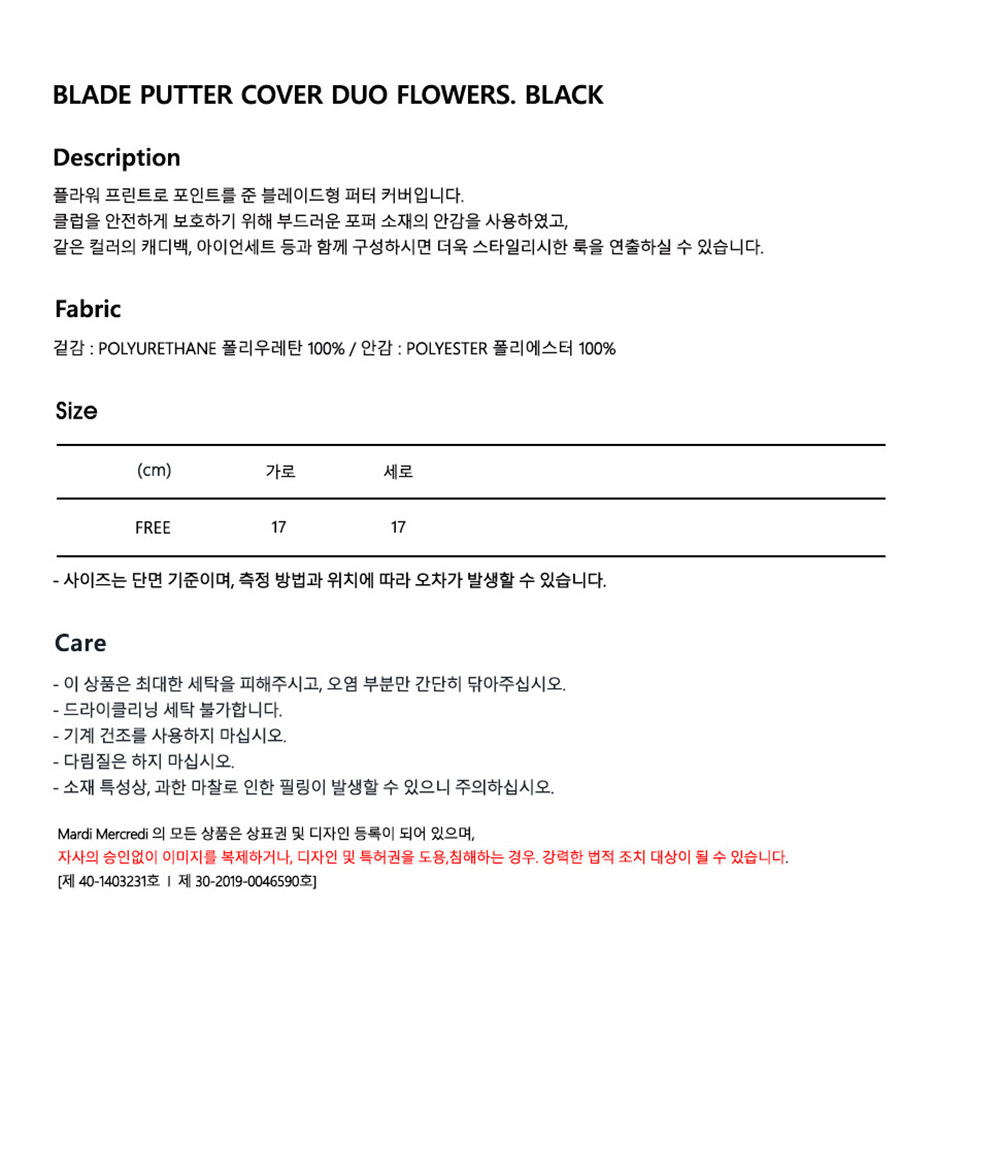 BLADE PUTTER COVER DUO FLOWERS. BLACK
Description
플라워 프린트로 포인트를 준 블레이드형 퍼터 커버입니다.
클럽을 안전하게 보호하기 위해 부드러운 포퍼 소재의 안감을 사용하였고,
같은 컬러의 캐디백, 아이언세트 등과 함께 구성하시면 더욱 스타일리시한 룩을 연출하실 수 있습니다.
Fabric
겉감 : POLYURETHANE 폴리우레탄 100% / 안감 : POLYESTER 폴리에스터 100%
Size
(cm) 가로 세로
FREE 17 17
- 사이즈는 단면 기준이며, 측정 방법과 위치에 따라 오차가 발생할 수 있습니다.
Care
- 이 상품은 최대한 세탁을 피해주시고, 오염 부분만 간단히 닦아주십시오.
- 드라이클리닝 세탁 불가합니다.
- 기계 건조를 사용하지 마십시오.
- 다림질은 하지 마십시오.
- 소재 특성상, 과한 마찰로 인한 필링이 발생할 수 있으니 주의하십시오.
Mardi Mercredi 의 모든 상품은 상표권 및 디자인 등록이 되어 있으며,
자사의 승인없이 이미지를 복제하거나, 디자인 및 특허권을 도용,침해하는 경우. 강력한 법적 조치 대상이 될 수 있습니다.
[제 40-1403231호 ㅣ 제 30-2019-0046590호]